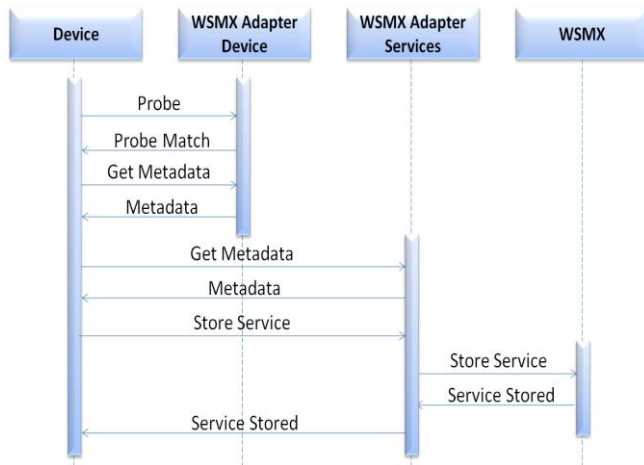 Device
WSMX Adapter
Device
WSMX Adapter
Services
WSMX
Probe
Probe Match
Get Metadata
Metadata
Get Metadata
Metadata
Store Service
Store Service
Service Stored
Service Stored